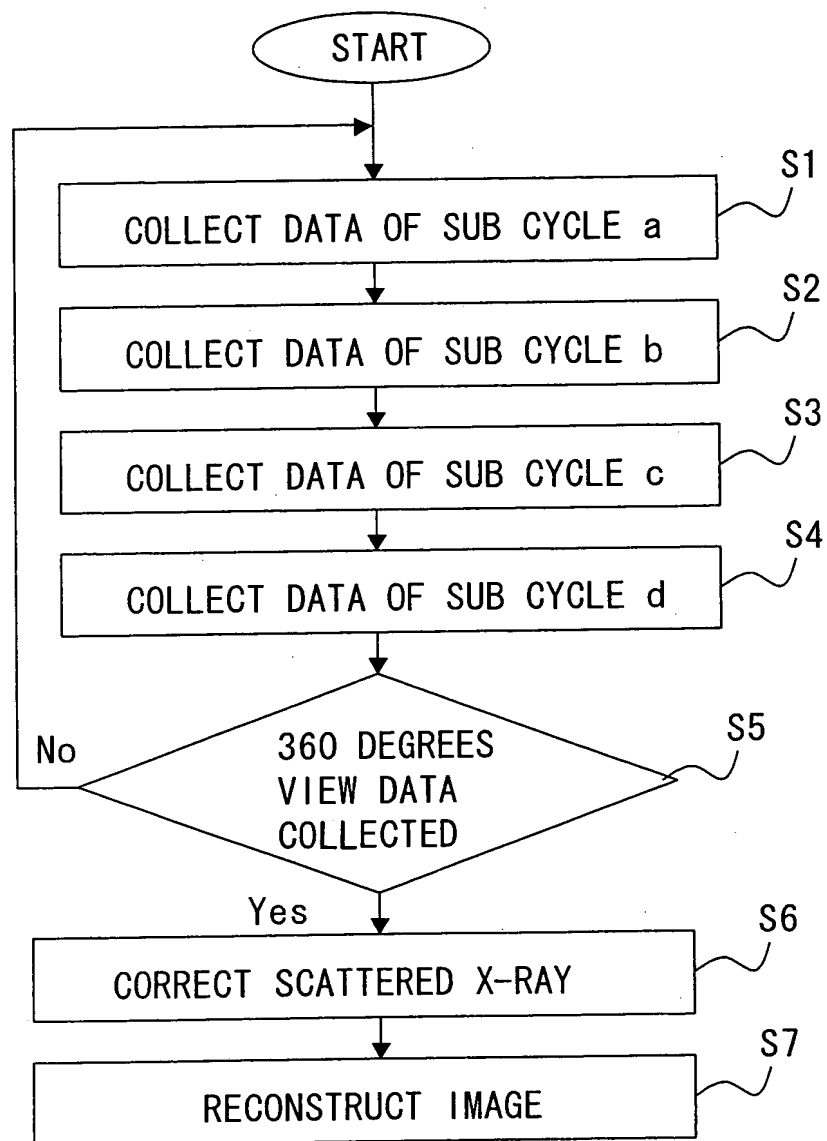 START
S1
COLLECT DATA OF SUB CYCLE a
S2
COLLECT DATA OF SUB CYCLE b
S3
COLLECT DATA OF SUB CYCLE c
S4
COLLECT DATA OF SUB CYCLE d
No
360 DEGREES
VIEW DATA
COLLECTED
S5
Yes
S6
CORRECT SCATTERED X-RAY
S7
RECONSTRUCT IMAGE